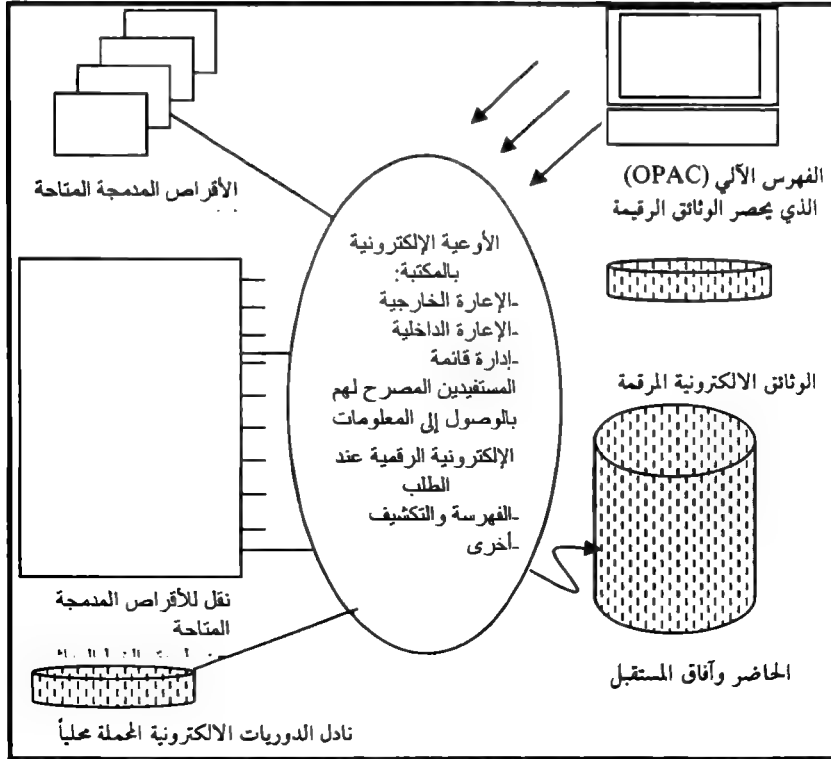 الفهرس الآلي (OPAC)
الذي يحصر الوثائق الرقيمة
الأقراص المدمجة المتاحة
الأوعية الإلكترونية
بالمكتبة:
-الإعارة الخارجية
-الإعارة الداخلية
-إدارة قائمة
المستفيدين المصرح لهم
بالوصول إلى المعلومات
الإلكترونية الرقمية عند
الطلب
-الفهرسة والتكشيف
-أخرى
الوثائق الالكترونية المرقمة
نقل للأقراص المدمجة
المتاحة
الحاضر وآفاق المستقبل
نادل الدوريات الالكترونية المحملة محلياً